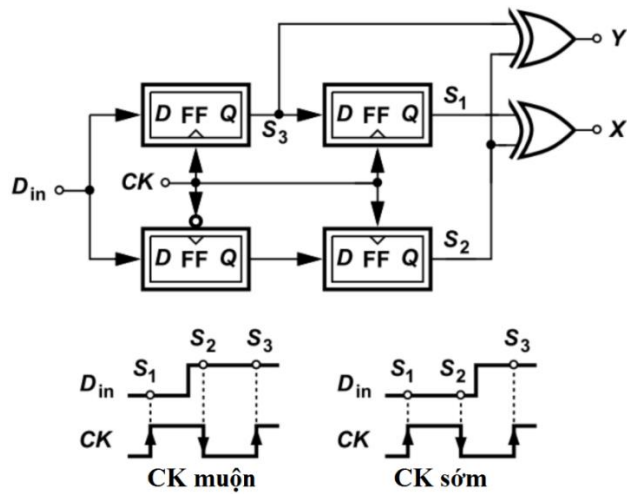 Y
D FF Q
D FF Q
S1
S3
X
CK
Din
D FF Q
D FF Q
S2
S1 S2 S3
Din
CK
CK muộn
S1 S2 S3
Din
CK
CK sớm